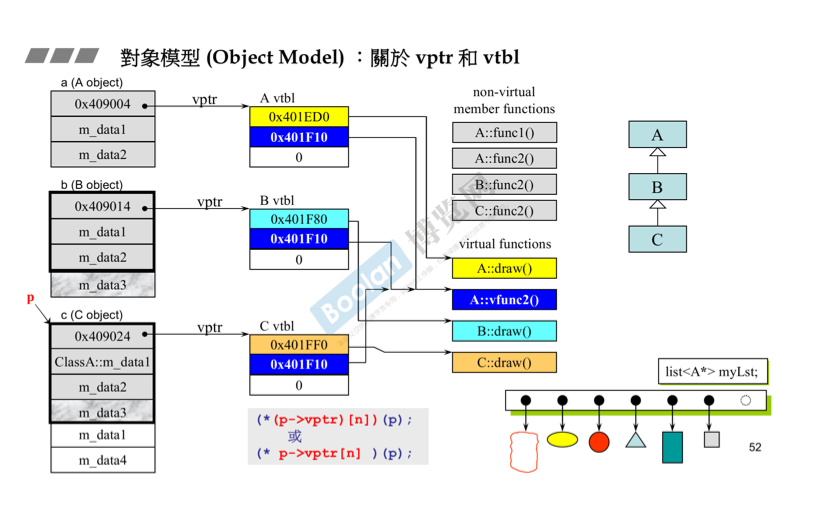 對象模型 (Object Model) ：關於 vptr 和 vtbl
a (A object)
0x409004
m_data1
m_data2
vptr
A vtbl
0x401ED0
0x401F10
0
b (B object)
0x409014
m_data1
m_data2
m_data3
vptr
B vtbl
0x401F80
0x401F10
0
p
c (C object)
0x409024
ClassA::m_data1
m_data2
m_data3
m_data1
m_data4
vptr
C vtbl
0x401FF0
0x401F10
0
(*(p->vptr)[n])(p);
或
(* p->vptr[n] )(p);
non-virtual
member functions
A::func1()
A::func2()
B::func2()
C::func2()
virtual functions
A::draw()
A::vfunc2()
B::draw()
C::draw()
A
B
C
list<A*> myLst;
52
Boolan
博览网